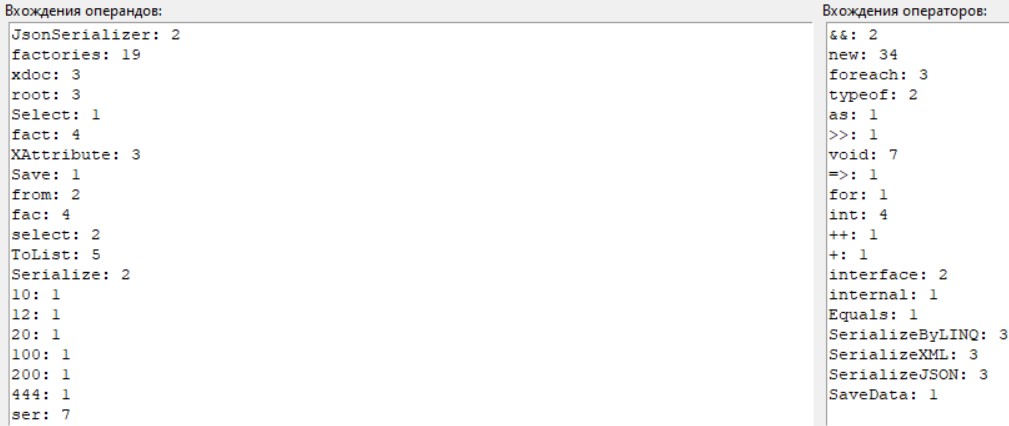 Вхождения операндов:
JsonSerializer: 2
factories: 19
xdoc: 3
root: 3
Select: 1
fact: 4
XAttribute: 3
Save: 1
from: 2
fac: 4
select: 2
ToList: 5
Serialize: 2
10: 1
12: 1
20: 1
100: 1
200: 1
444: 1
ser: 7
Вхождения операторов:
&&: 2
new: 34
foreach: 3
typeof: 2
as: 1
>>: 1
void: 7
=>: 1
for: 1
int: 4
++: 1
+: 1
interface: 2
internal: 1
Equals: 1
SerializeByLINQ: 3
SerializeXML: 3
SerializeJSON: 3
SaveData: 1